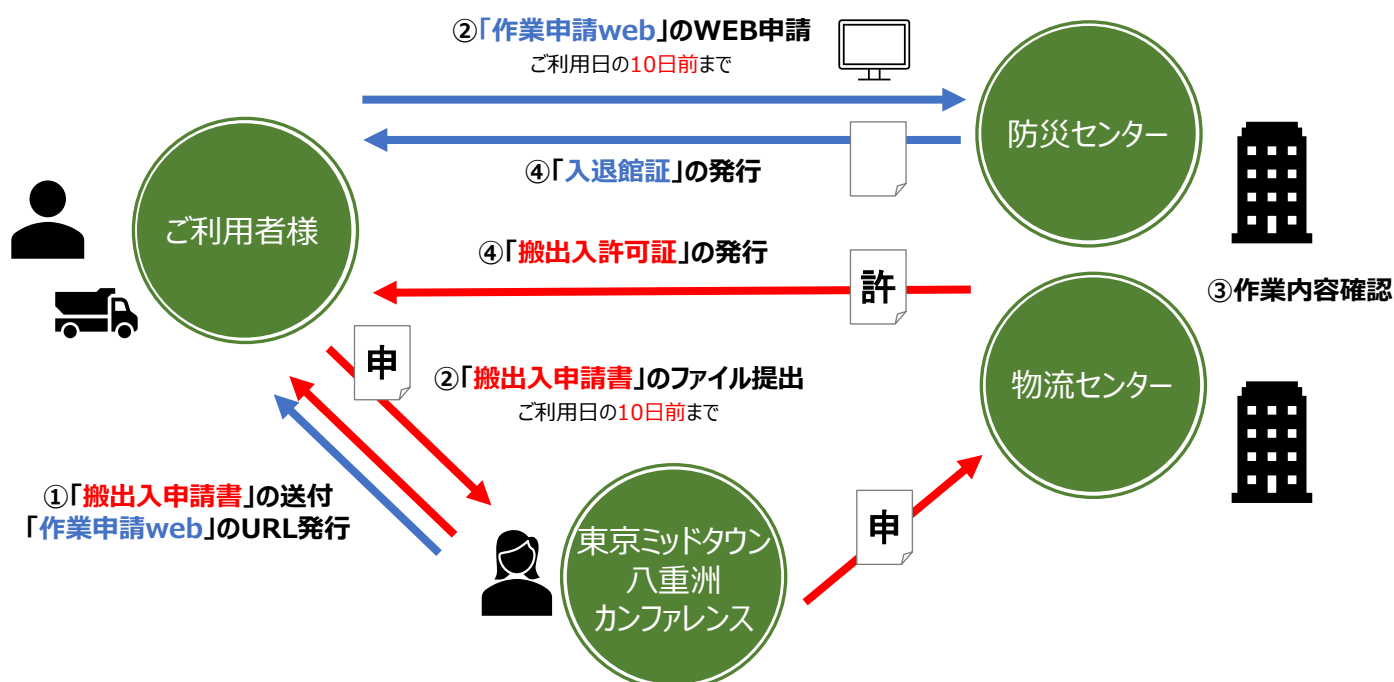 ②「作業申請web」のWEB申請
ご利用日の10日前まで
防災センター
④「入退館証」の発行
ご利用者様
④「搬出入許可証」の発行
許
③作業内容確認
申
②「搬出入申請書」のファイル提出
ご利用日の10日前まで
物流センター
①「搬出入申請書」の送付
「作業申請web」のURL発行
申
東京ミッドタウン
八重洲
カンファレンス